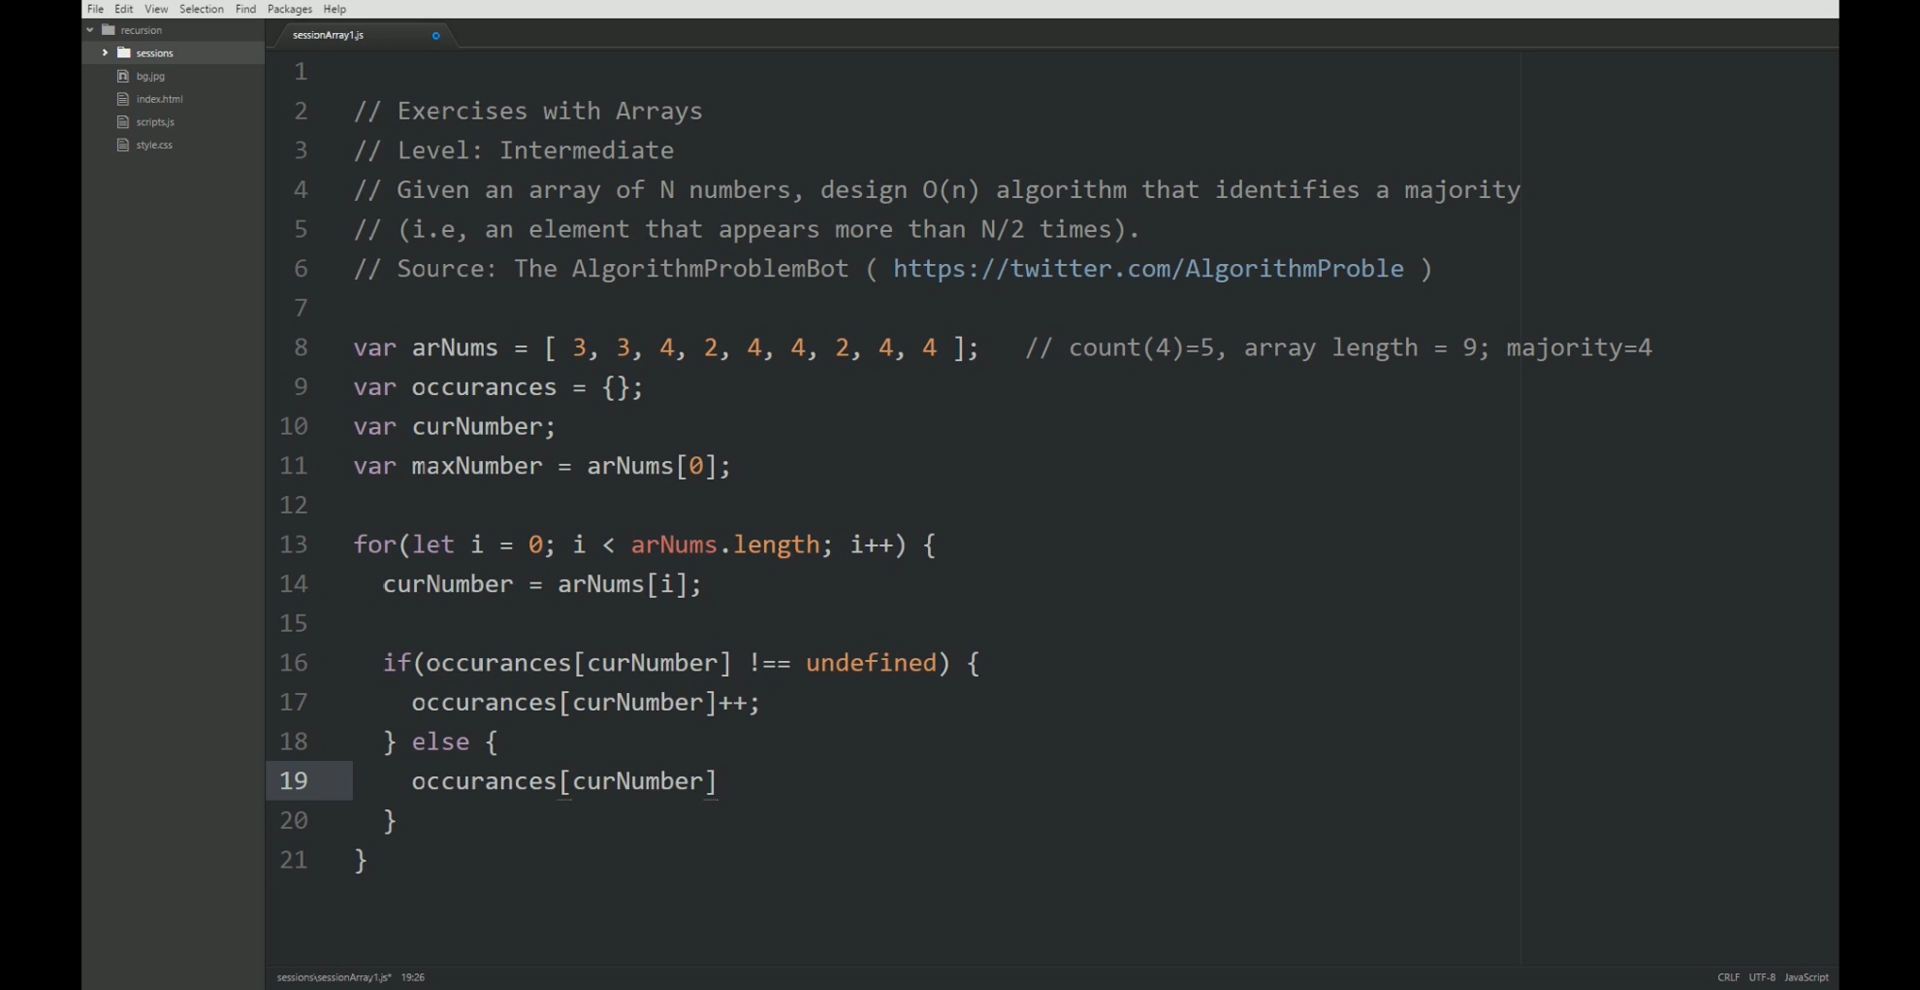 File Edit View Selection Find Packages Help
recursion
sessions
bg.jpg
index.html
scripts.js
style.css
sessionArray1.js
1
2 // Exercises with Arrays
3 // Level: Intermediate
4 // Given an array of N numbers, design O(n) algorithm that identifies a majority
5 // (i.e, an element that appears more than N/2 times).
6 // Source: The AlgorithmProblemBot ( https://twitter.com/AlgorithmProble )
7
8 var arNums = [ 3, 3, 4, 2, 4, 4, 2, 4, 4 ];   // count(4)=5, array length = 9; majority=4
9 var occurances = {};
10 var curNumber;
11 var maxNumber = arNums[0];
12
13 for(let i = 0; i < arNums.length; i++) {
14   curNumber = arNums[i];
15
16   if(occurances[curNumber] !== undefined) {
17     occurances[curNumber]++;
18   } else {
19     occurances[curNumber]
20   }
21 }
sessions\sessionArray1.js* 19:26 CRLF UTF-8 JavaScript